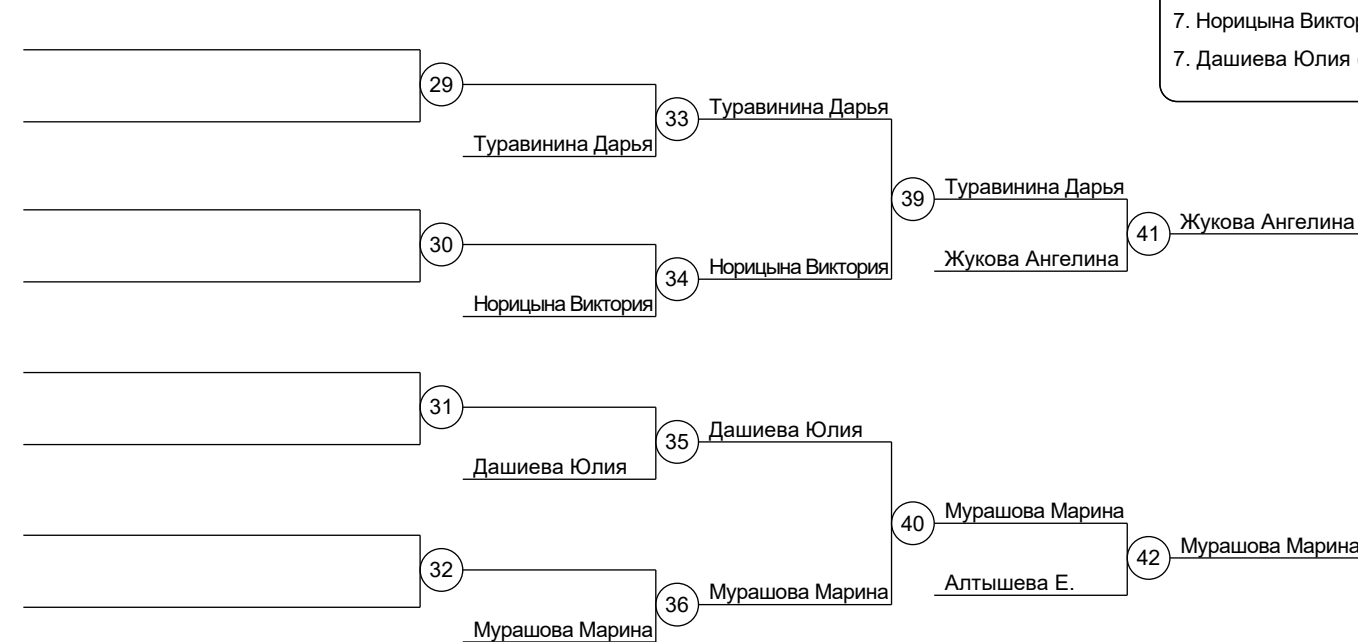 7. Норицына
7. Дашиева Юлия
29
33 Туравинина Дарья
Туравинина Дарья
39 Туравинина Дарья
30
41 Жукова Ангелина
34 Норицына Виктория
Жукова Ангелина
Норицына Виктория
31
35 Дашиева Юлия
Дашиева Юлия
40 Мурашова Марина
32
42 Мурашова Марина
36 Мурашова Марина
Алтышева Е.
Мурашова Марина